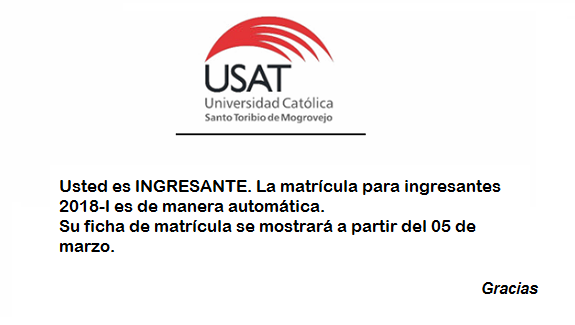 USAT
Universidad Católica
Santo Toribio de Mogrovejo
Usted es INGRESANTE. La matrícula para ingresantes
2018-I es de manera automática.
Su ficha de matrícula se mostrará a partir del 05 de
marzo.
Gracias